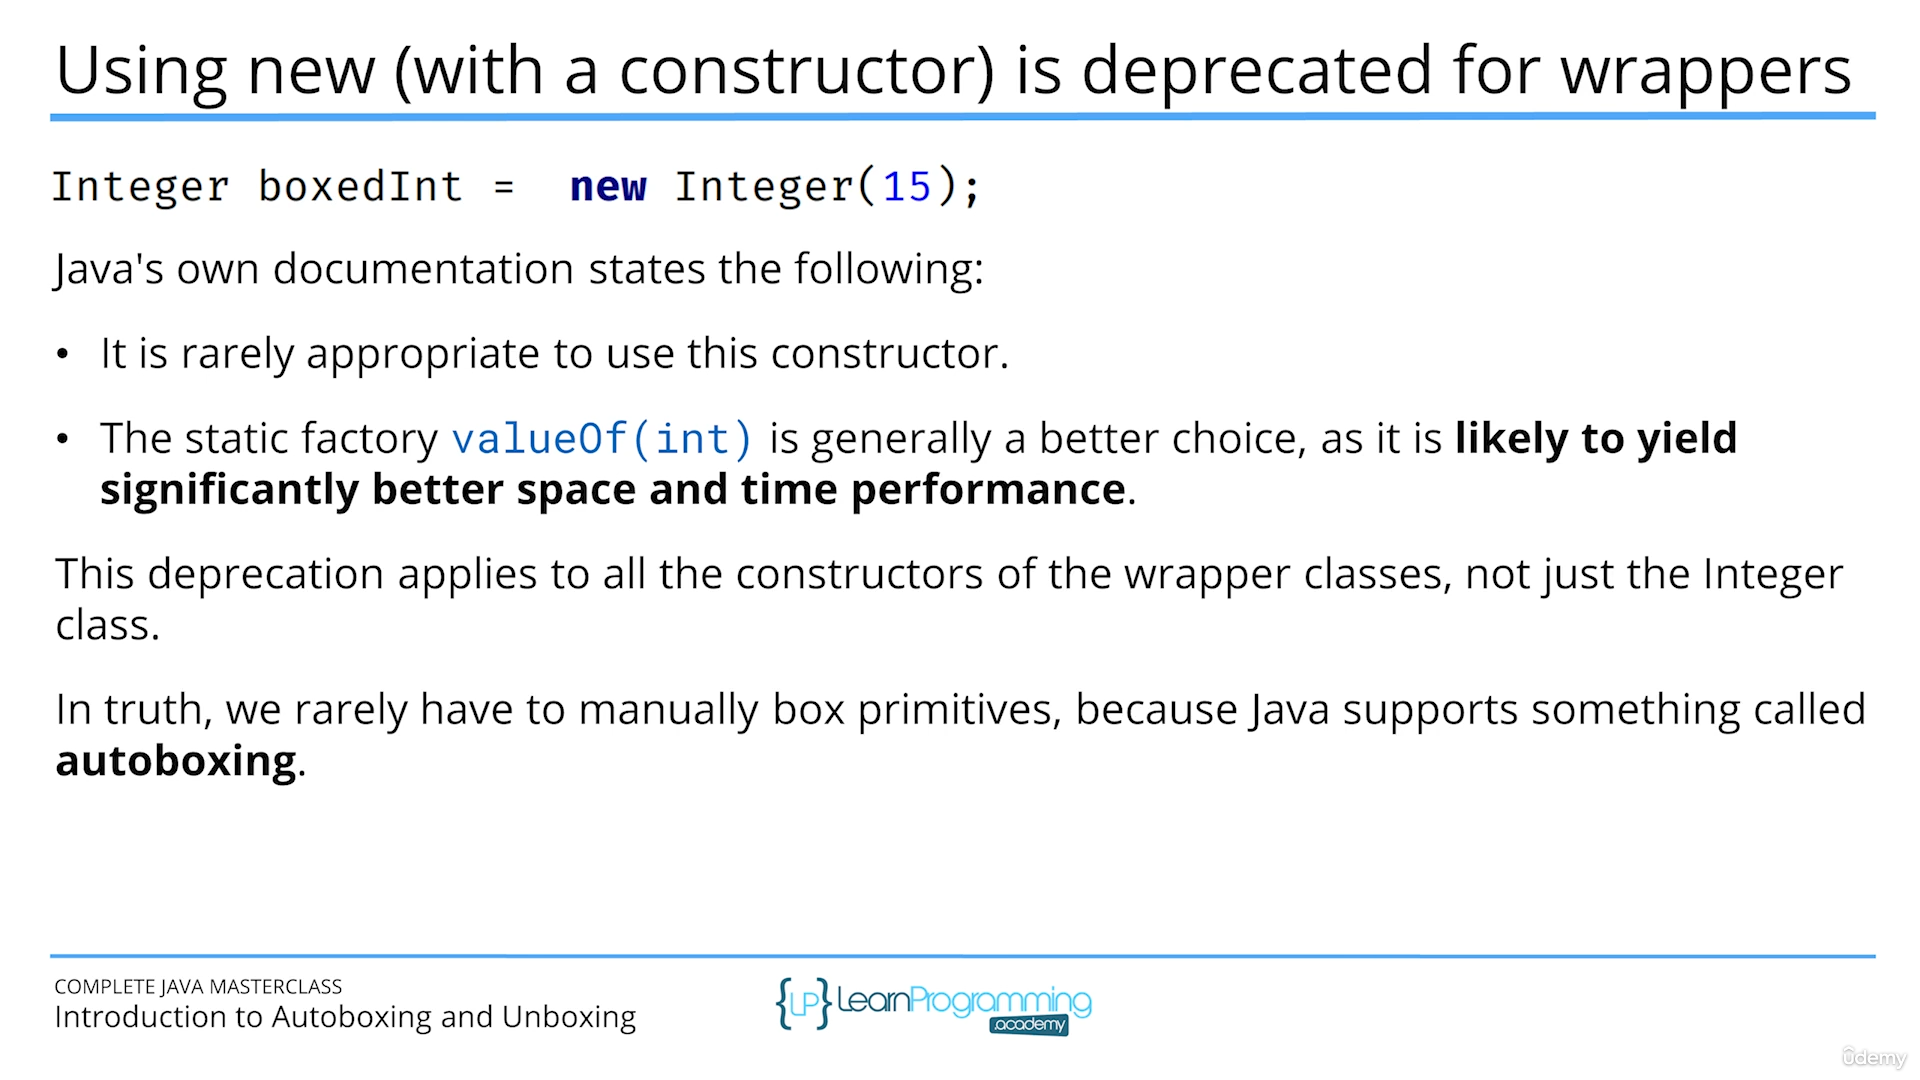 Using new (with a constructor) is deprecated for wrappers
Integer boxedInt =  new Integer(15);
Java's own documentation states the following:
• It is rarely appropriate to use this constructor.
• The static factory valueOf(int) is generally a better choice, as it is likely to yield
significantly better space and time performance.
This deprecation applies to all the constructors of the wrapper classes, not just the Integer
class.
In truth, we rarely have to manually box primitives, because Java supports something called
autoboxing.
COMPLETE JAVA MASTERCLASS
Introduction to Autoboxing and Unboxing
{LP} LearnProgramming
.academy
ûdemy